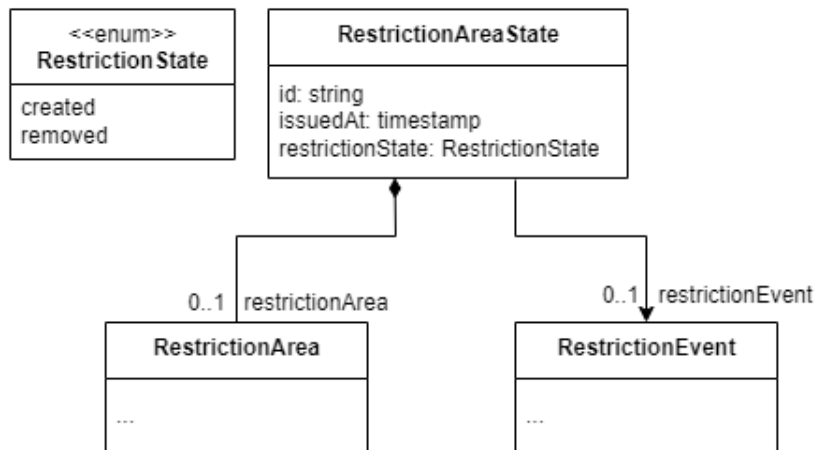 <<enum>>
RestrictionState
created
removed
RestrictionAreaState
id: string
issuedAt: timestamp
restrictionState: RestrictionState
0..1
restrictionArea
0..1
restrictionEvent
RestrictionArea
...
RestrictionEvent
...